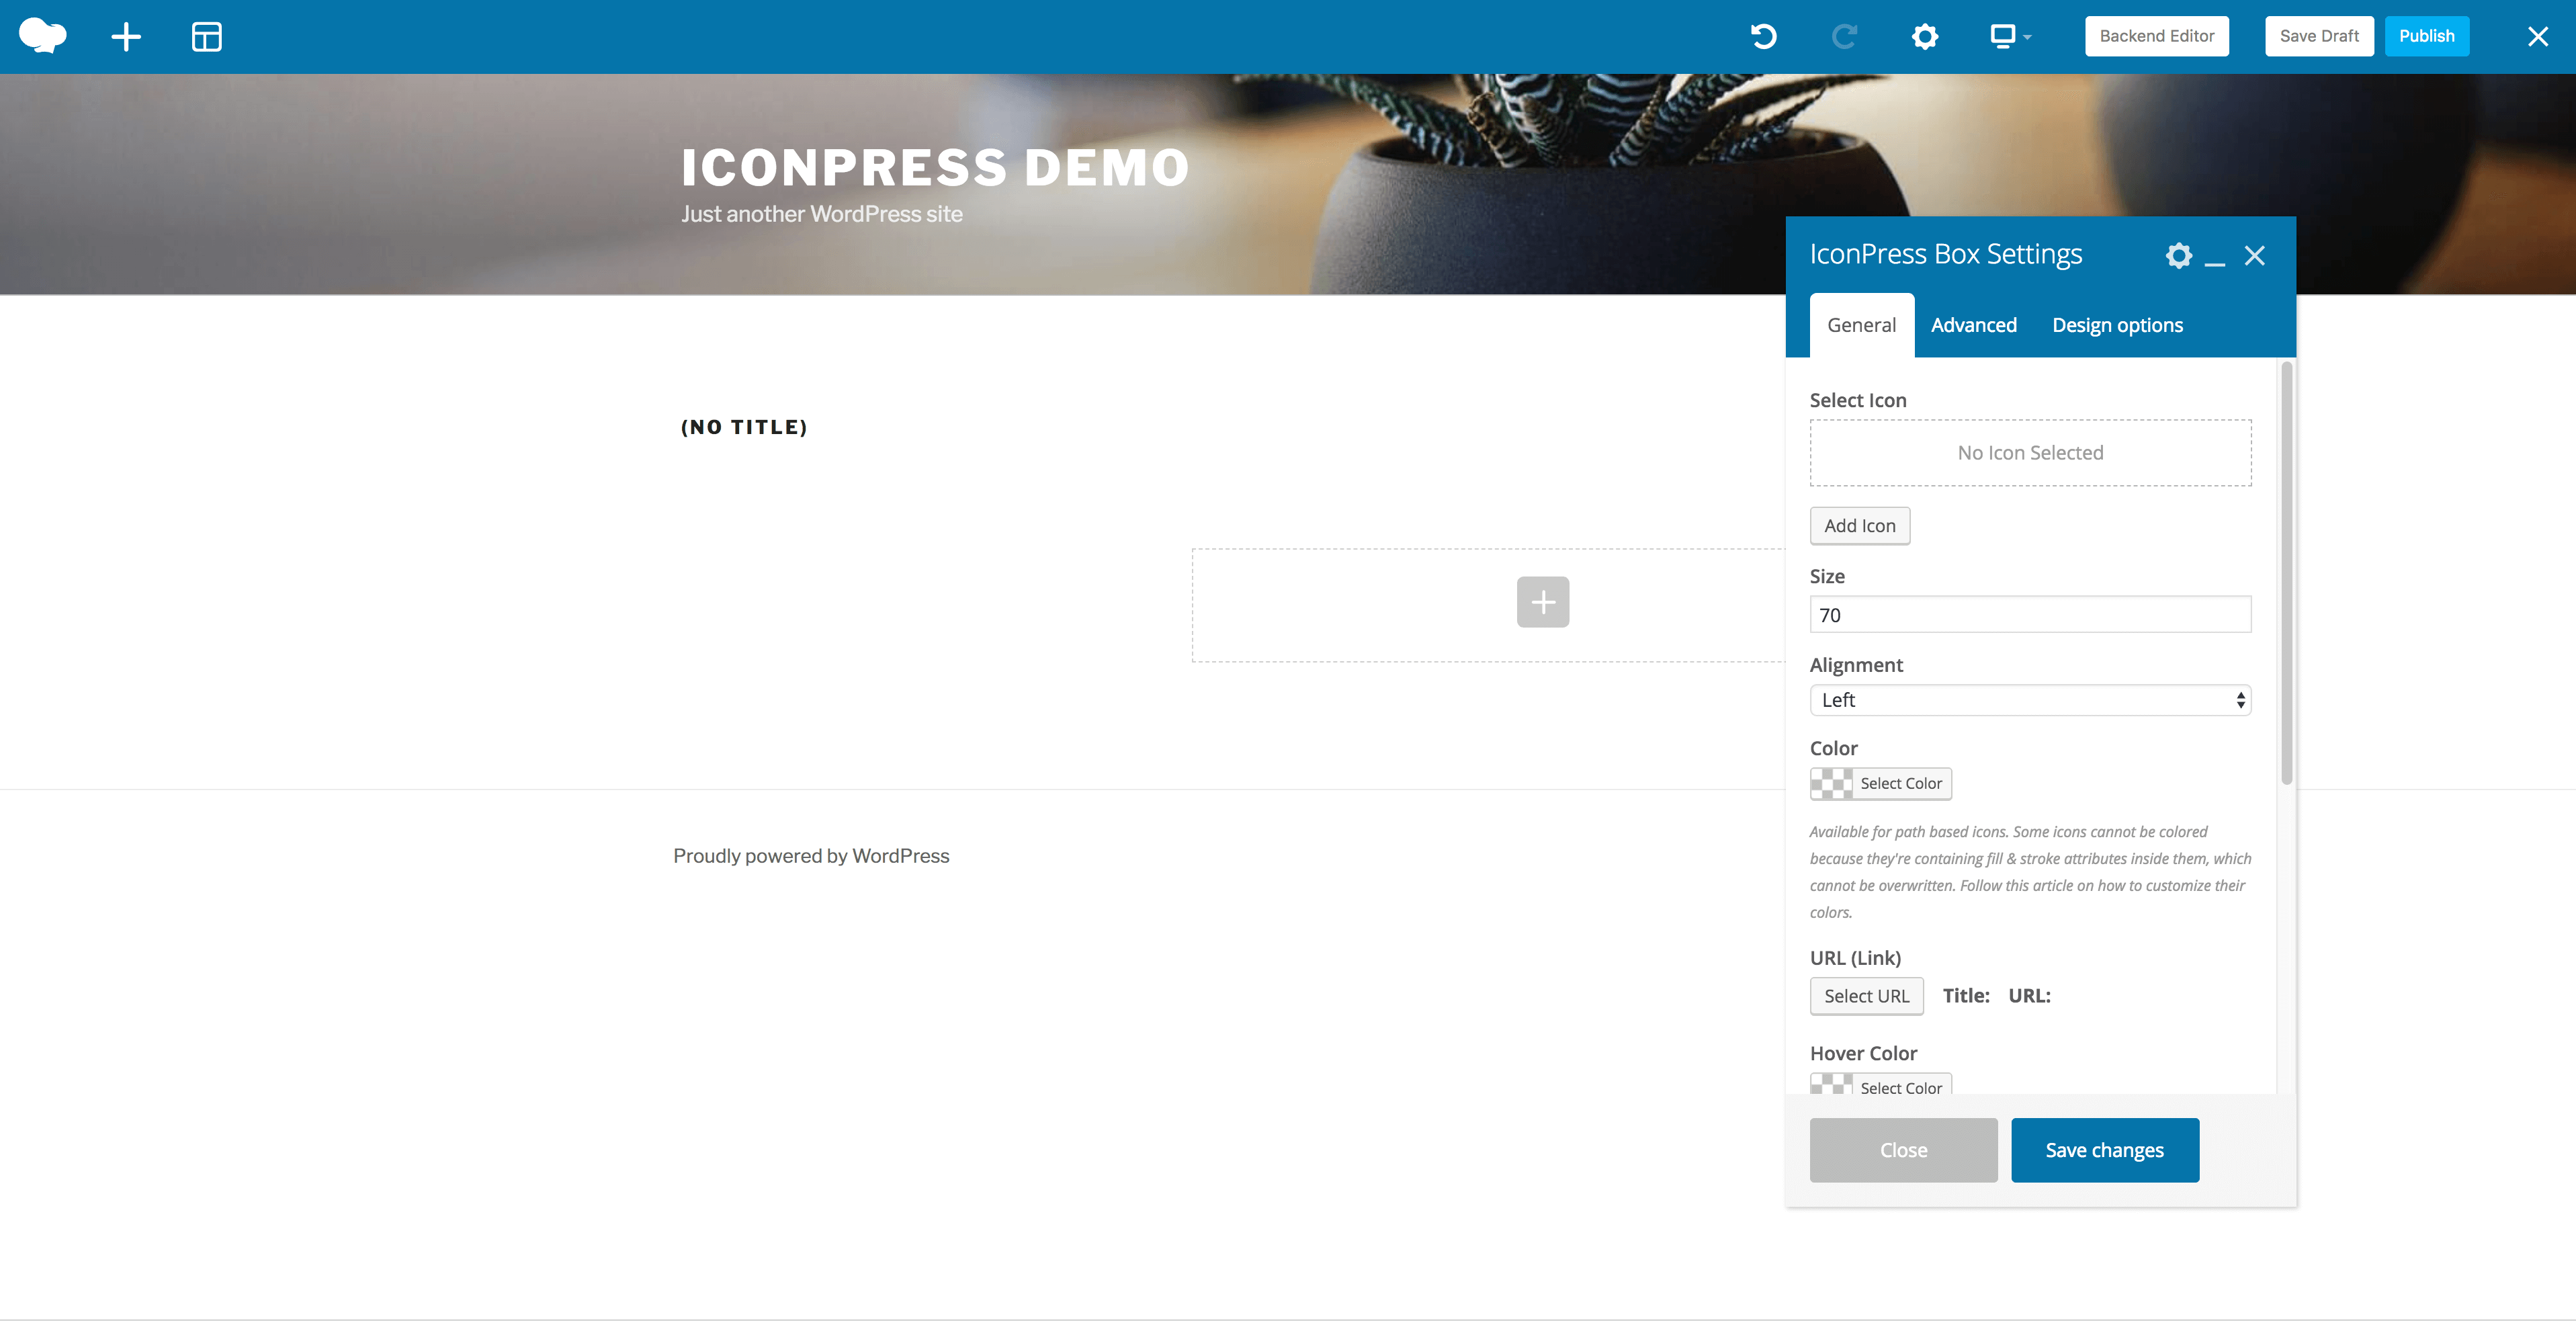 Backend Editor
Save Draft
Publish
ICONPRESS DEMO
Just another WordPress site
IconPress Box Settings
General
Advanced
Design options
(NO TITLE)
Select Icon
No Icon Selected
Add Icon
Size
70
Alignment
Left
Color
Select Color
Available for path based icons. Some icons cannot be colored
because they're containing fill & stroke attributes inside them, which
cannot be overwritten. Follow this article on how to customize their
colors.
Proudly powered by WordPress
URL (Link)
Select URL
Title:
URL:
Hover Color
Select Color
Close
Save changes